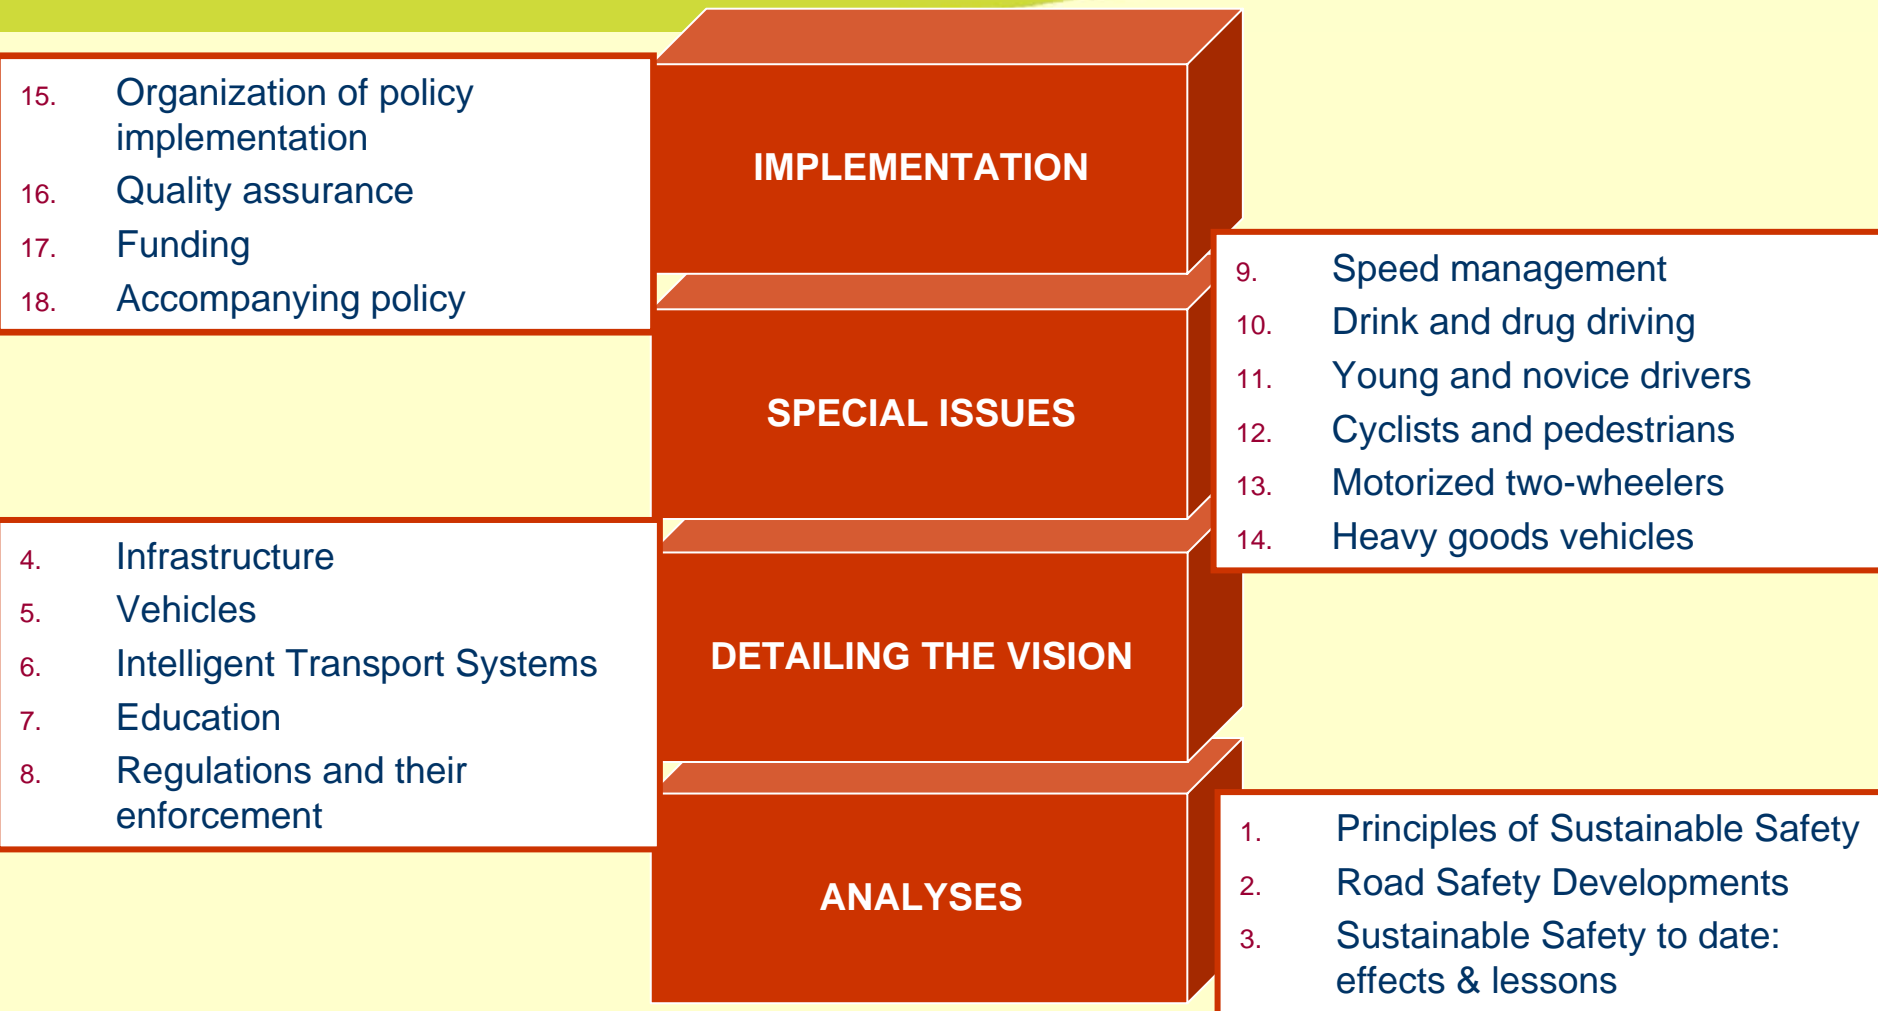 15. Organization of policy
implementation
16. Quality assurance
17. Funding
18. Accompanying policy
IMPLEMENTATION
9. Speed management
10. Drink and drug driving
11. Young and novice drivers
12. Cyclists and pedestrians
13. Motorized two-wheelers
14. Heavy goods vehicles
SPECIAL ISSUES
4. Infrastructure
5. Vehicles
6. Intelligent Transport Systems
7. Education
8. Regulations and their
enforcement
DETAILING THE VISION
1. Principles of Sustainable Safety
2. Road Safety Developments
3. Sustainable Safety to date:
effects & lessons
ANALYSES